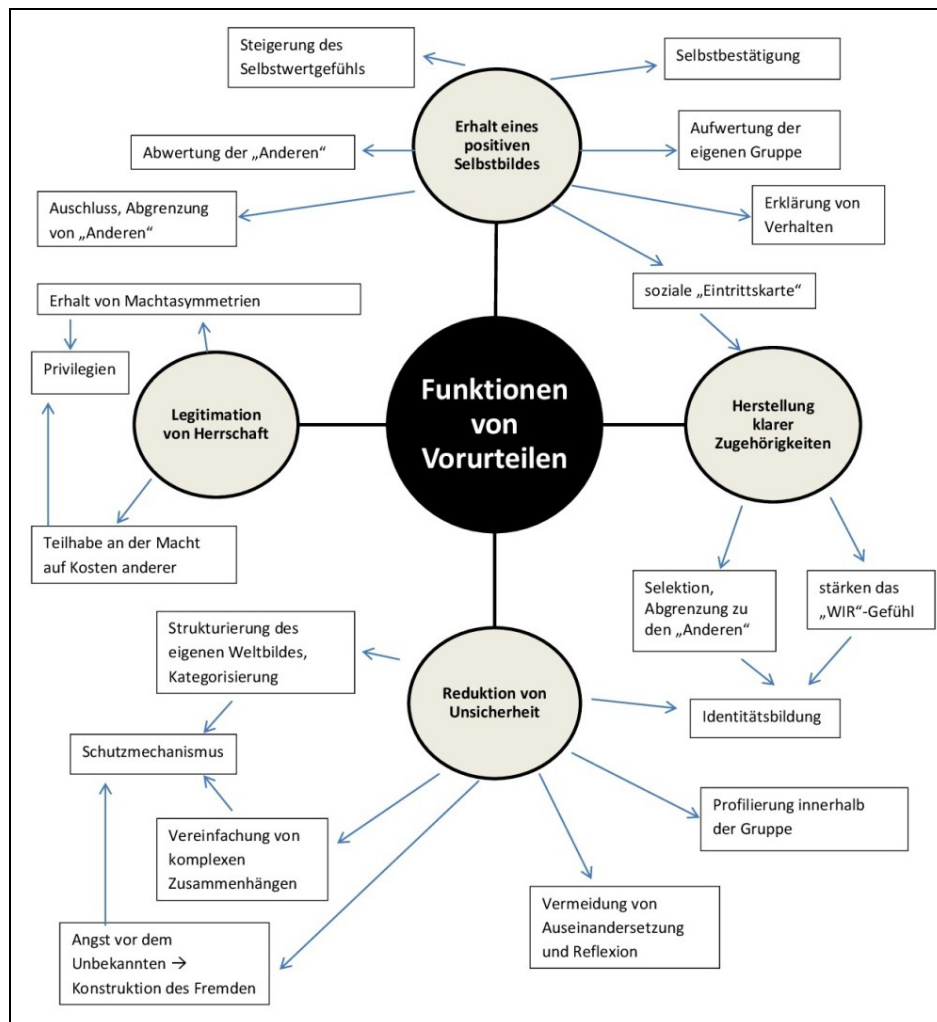 Steigerung des
Selbstwertgefühls
Selbstbestätigung
Erhalt eines
positiven
Selbstbildes
Abwertung der „Anderen“
Aufwertung der
eigenen Gruppe
Auschluss, Abgrenzung
von „Anderen“
Erklärung von
Verhalten
soziale „Eintrittskarte“
Erhalt von Machtasymmetrien
Privilegien
Legitimation
von Herrschaft
Funktionen
von
Vorurteilen
Herstellung
klarer
Zugehörigkeiten
Teilhabe an der Macht
auf Kosten anderer
Selektion,
Abgrenzung zu
den „Anderen“
stärken das
„WIR“-Gefühl
Strukturierung des
eigenen Weltbildes,
Kategorisierung
Reduktion von
Unsicherheit
Identitätsbildung
Schutzmechanismus
Profilierung innerhalb
der Gruppe
Vereinfachung von
komplexen
Zusammenhängen
Vermeidung von
Auseinandersetzung
und Reflexion
Angst vor dem
Unbekannten →
Konstruktion des Fremden